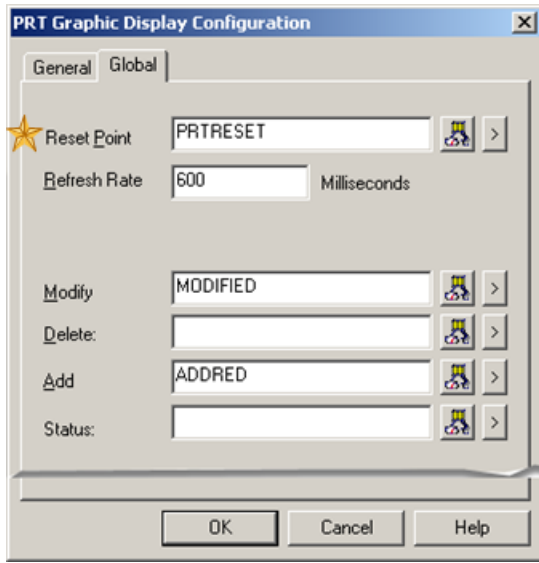 PRT Graphic Display Configuration
General Global
Reset Point PRTRESET >
Refresh Rate 600 Milliseconds
Modify MODIFIED >
Delete: >
Add ADDRED >
Status: >
OK Cancel Help